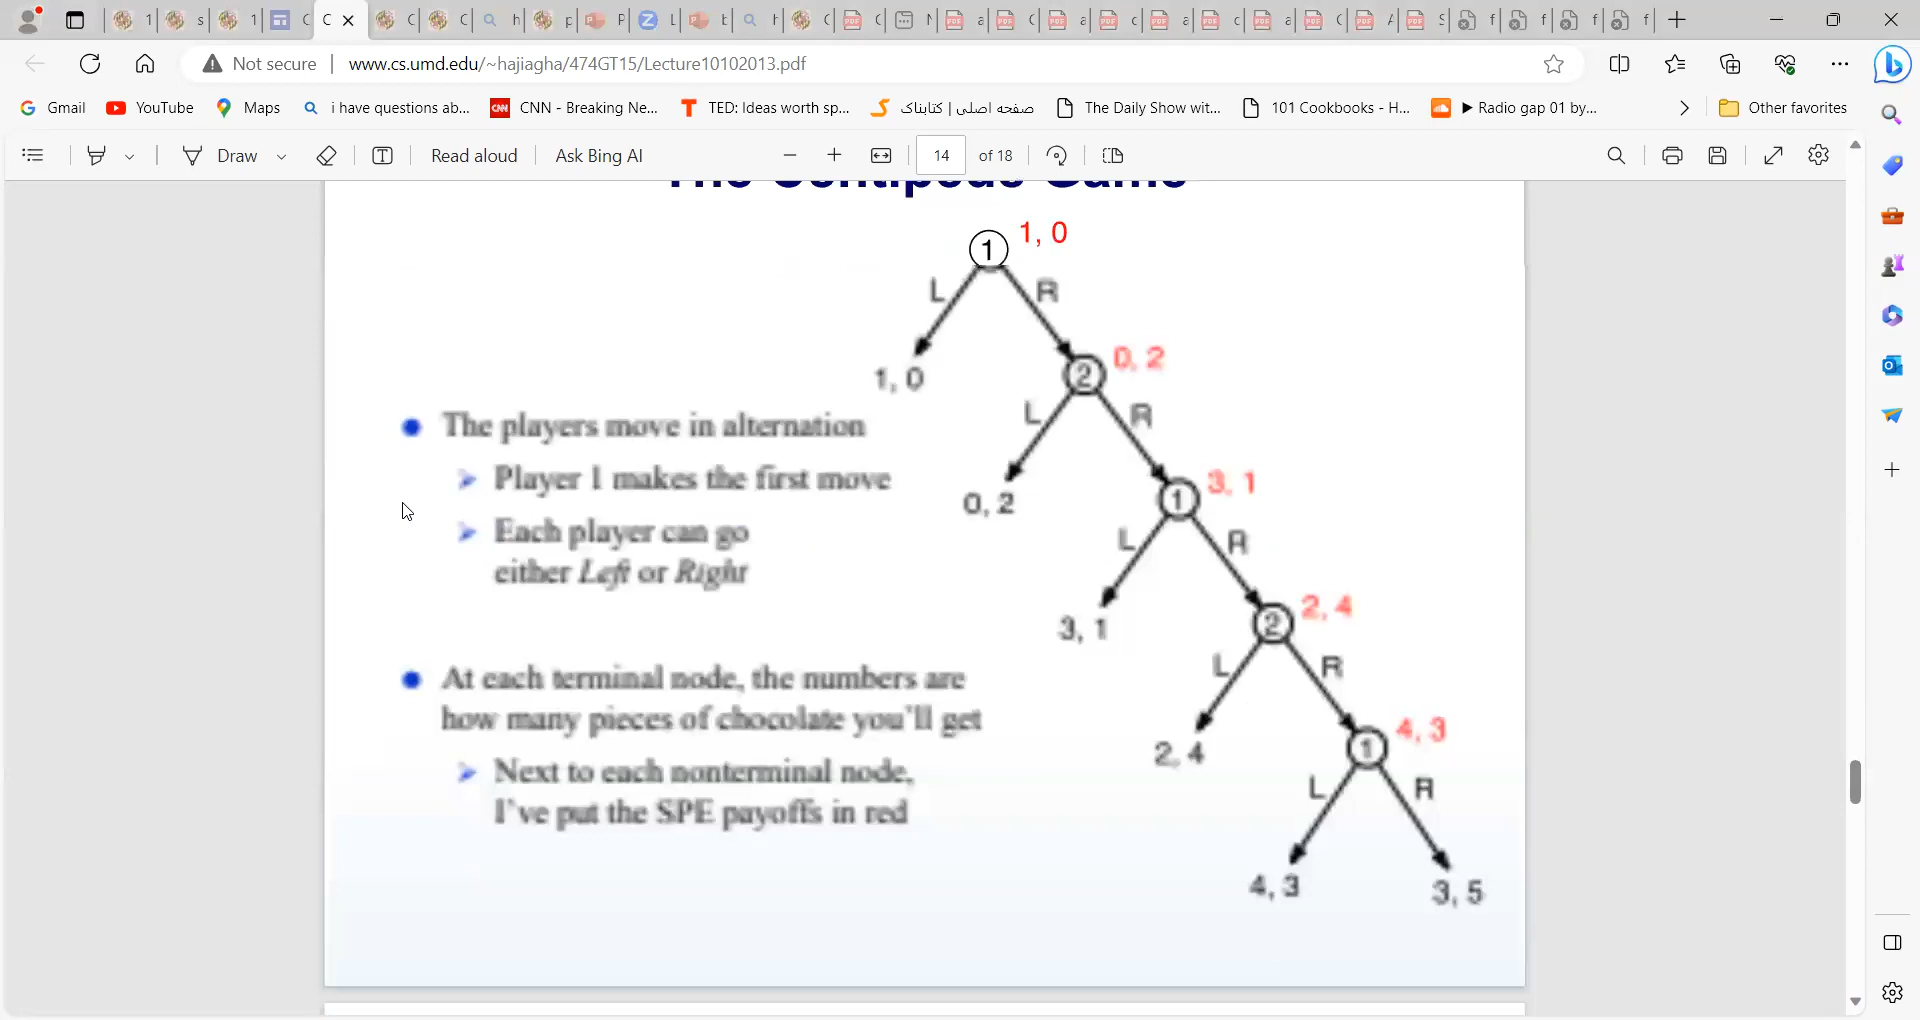 1
s
1
C
C
C
C
h
p
P
L
b
h
C
C
N
a
C
a
c
a
c
a
C
A
S
f
f
f
f
Not secure
www.cs.umd.edu/~hajiagha/474GT15/Lecture10102013.pdf
Gmail
YouTube
Maps
i have questions ab...
CNN - Breaking Ne...
TED: Ideas worth sp...
صفحه اصلی | کتابناک
The Daily Show wit...
101 Cookbooks - H...
▶ Radio gap 01 by...
Other favorites
Draw
Read aloud
Ask Bing AI
14
of 18
The Centipede Game
1
1, 0
L
R
1, 0
2
0, 2
L
R
0, 2
1
3, 1
L
R
3, 1
2
2, 4
L
R
2, 4
1
4, 3
L
R
4, 3
3, 5
The players move in alternation
Player 1 makes the first move
Each player can go
either Left or Right
At each terminal node, the numbers are
how many pieces of chocolate you'll get
Next to each nonterminal node,
I've put the SPE payoffs in red